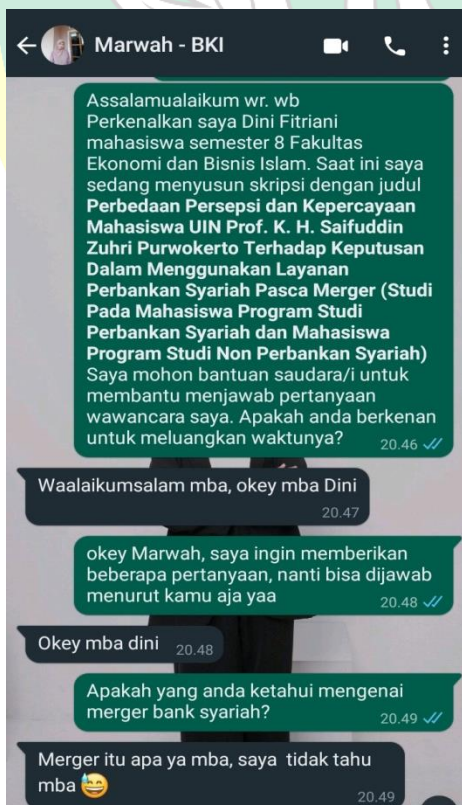 Marwah - BKI
Assalamualaikum wr. wb
Perkenalkan saya Dini Fitriani
mahasiswa semester 8 Fakultas
Ekonomi dan Bisnis Islam. Saat ini saya
sedang menyusun skripsi dengan judul
Perbedaan Persepsi dan Kepercayaan
Mahasiswa UIN Prof. K. H. Saifuddin
Zuhri Purwokerto Terhadap Keputusan
Dalam Menggunakan Layanan
Perbankan Syariah Pasca Merger (Studi
Pada Mahasiswa Program Studi
Perbankan Syariah dan Mahasiswa
Program Studi Non Perbankan Syariah)
Saya mohon bantuan saudara/i untuk
membantu menjawab pertanyaan
wawancara saya. Apakah anda berkenan
untuk meluangkan waktunya? 20.46
Waalaikumsalam mba, okey mba Dini
20.47
okey Marwah, saya ingin memberikan
beberapa pertanyaan, nanti bisa dijawab
menurut kamu aja yaa 20.48
Okey mba dini 20.48
Apakah yang anda ketahui mengenai
merger bank syariah? 20.49
Merger itu apa ya mba, saya tidak tahu
mba 😅 20.49